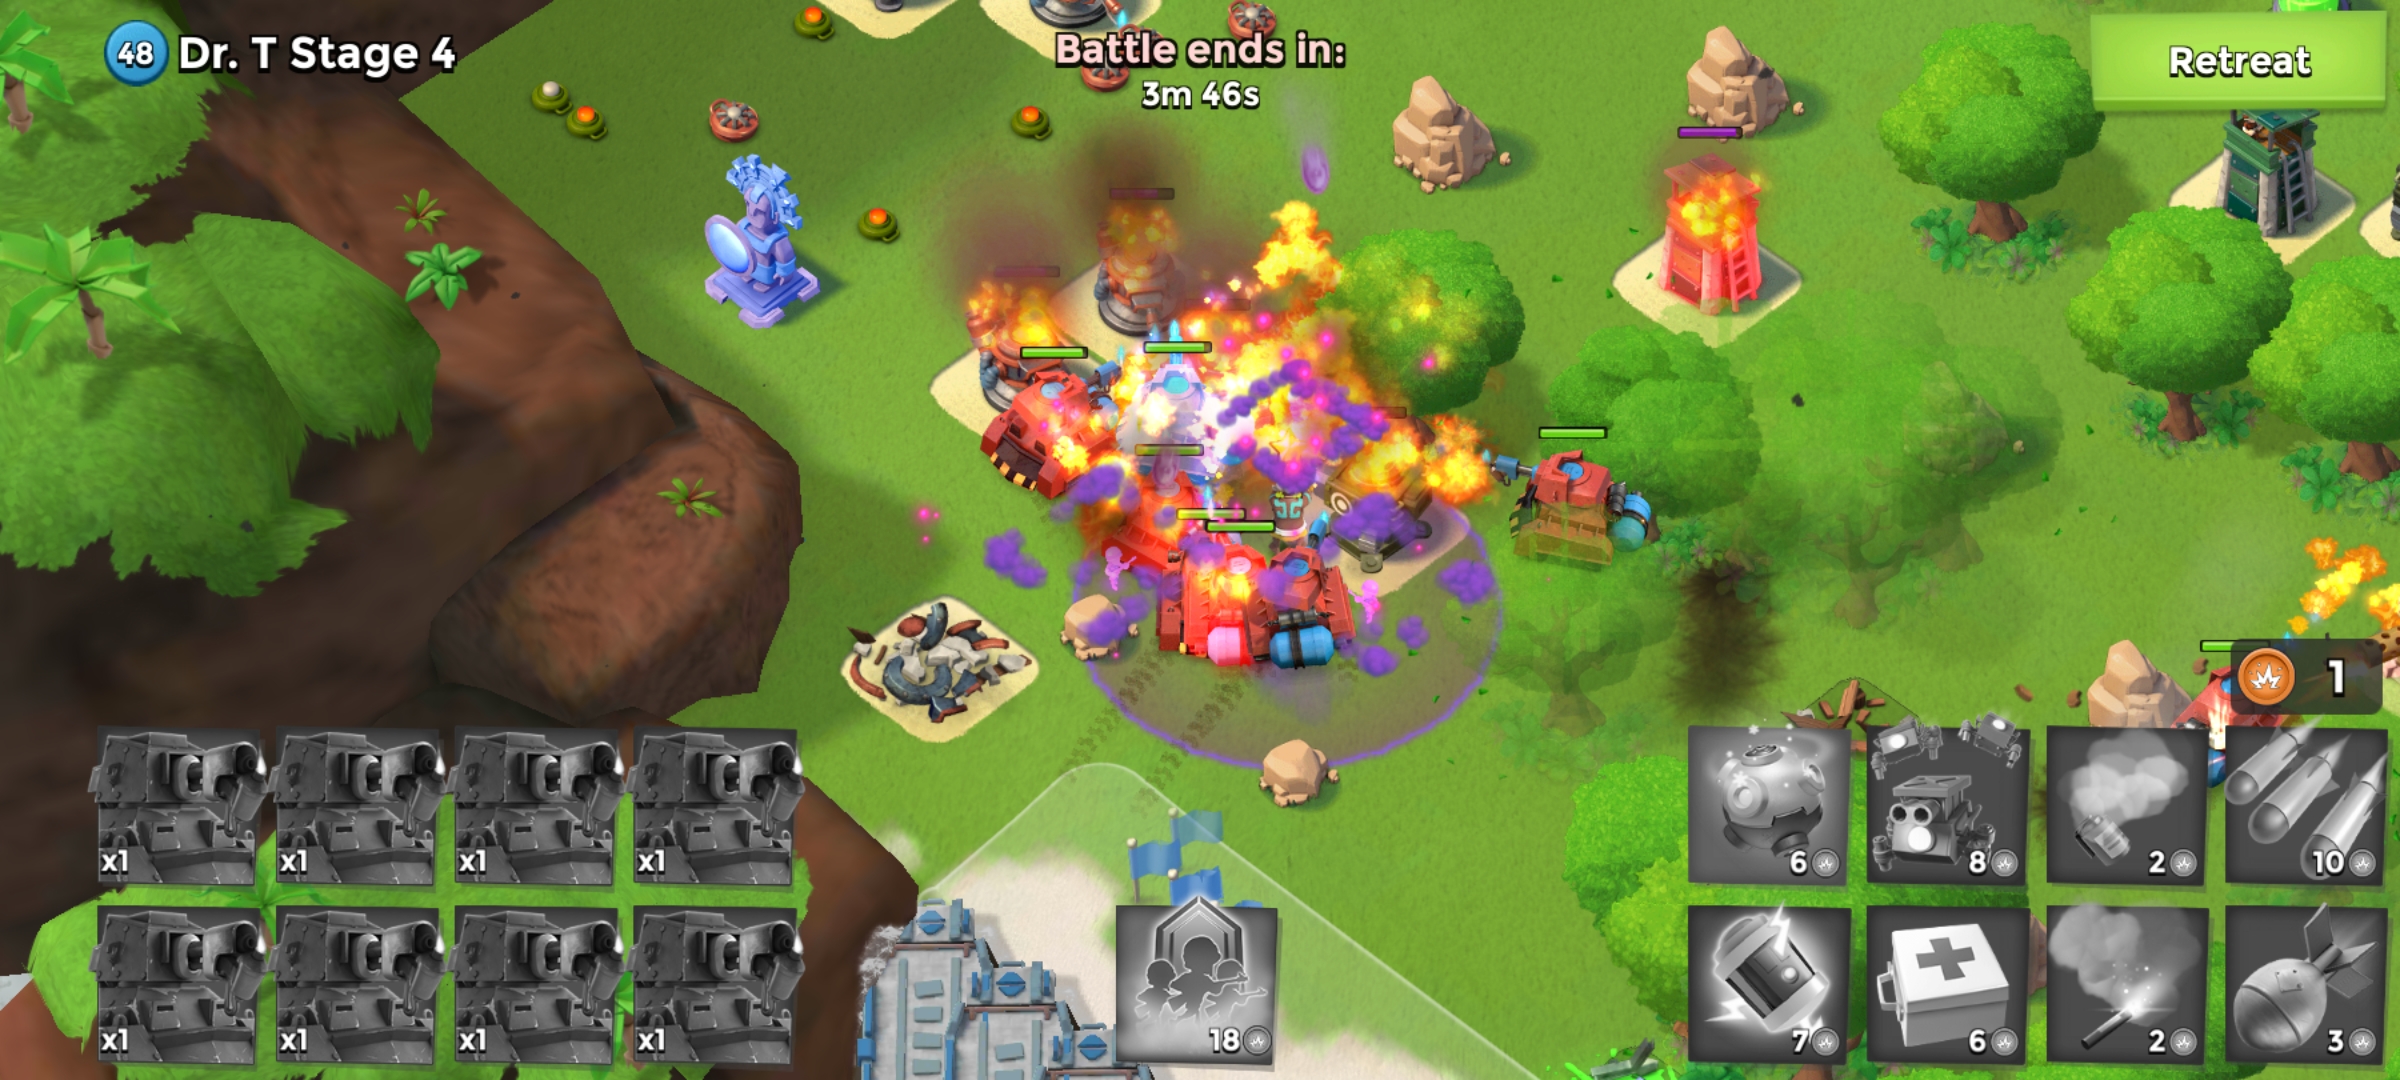 48 Dr. T Stage 4
Battle ends in:
3m 46s
Retreat
1
x1 x1 x1 x1
6 8 2 10
x1 x1 x1 x1
18
7 6 2 3